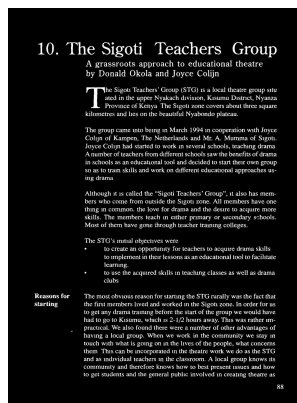 10. The Sigoti Teachers Group
A grassroots approach to educational theatre
by Donald Okola and Joyce Colijn
The Sigoti Teachers' Group (STG) is a local theatre group situ
ated in the upper Nyakach division, Kisumu District, Nyanza
Province of Kenya The Sigoti zone covers about three square
kilometres and lies on the beautiful Nyabondo plateau.
The group came into being in March 1994 in cooperation with Joyce
Colijn of Kampen, The Netherlands and Mr. A. Mumma of Sigoti.
Joyce Colijn had started to work in several schools, teaching drama
A number of teachers from different schools saw the benefits of drama
in schools as an educational tool and decided to start their own group
so as to train skills and work on different educational approaches us-
ing drama
Although it is called the "Sigoti Teachers' Group", it also has mem-
bers who come from outside the Sigoti zone. All members have one
thing in common, the love for drama and the desire to acquire more
skills. The members teach in either primary or secondary schools.
Most of them have gone through teacher training colleges.
The STG's initial objectives were
• to create an opportunity for teachers to acquire drama skills
to implement in their lessons as an educational tool to facilitate
learning.
• to use the acquired skills in teaching classes as well as drama
clubs
Reasons for
starting
The most obvious reason for starting the STG rurally was the fact that
the first members lived and worked in the Sigoti zone. In order for us
to get any drama training before the start of the group we would have
had to go to Kisumu, which is 2-1/2 hours away. This was rather im-
practical. We also found there were a number of other advantages of
having a local group. When we work in the community we stay in
touch with what is going on in the lives of the people, what concerns
them This can be incorporated in the theatre work we do as the STG
and as individual teachers in the classroom. A local group knows its
community and therefore knows how to best present issues and how
to get students and the general public involved in creating theatre as
88